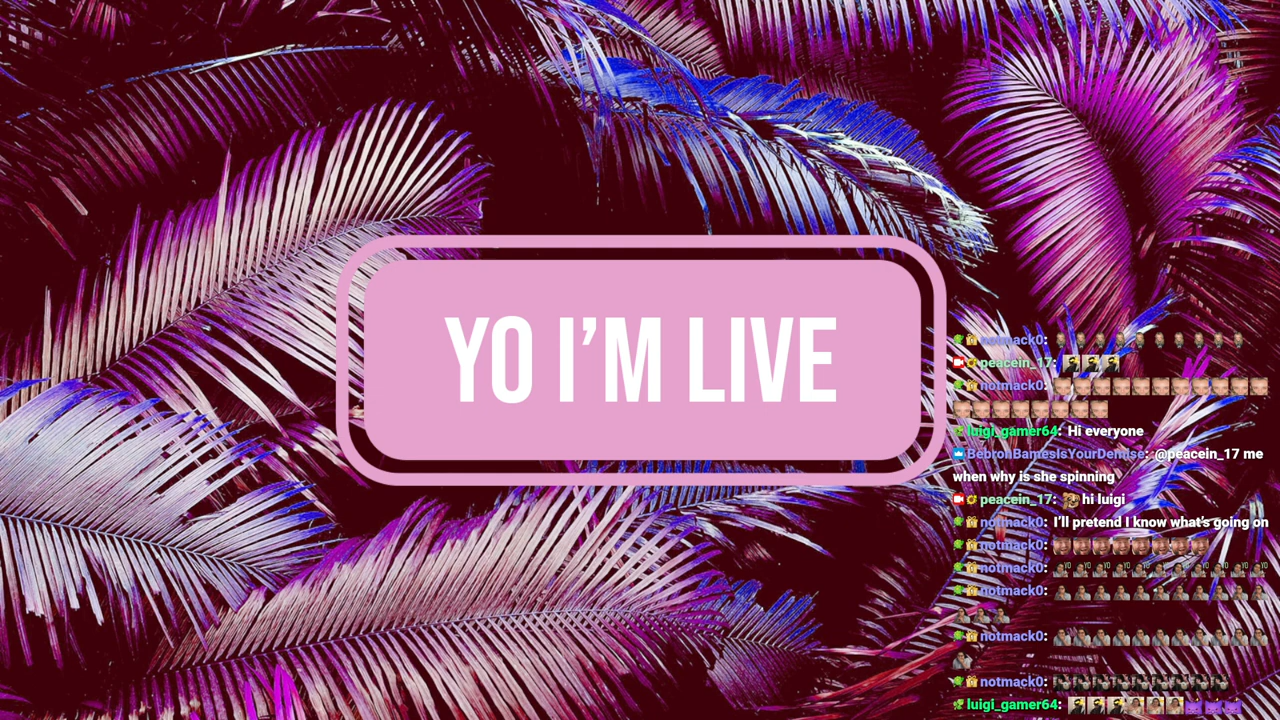 YO I'M LIVE
notmack0:
peacein_17:
notmack0:
luigi_gamer64: Hi everyone
BebronBamesIsYourDemise: @peacein_17 me
when why is she spinning
peacein_17: hi luigi
notmack0: I'll pretend I know what's going on
notmack0:
notmack0:
notmack0:
notmack0:
notmack0:
luigi_gamer64: